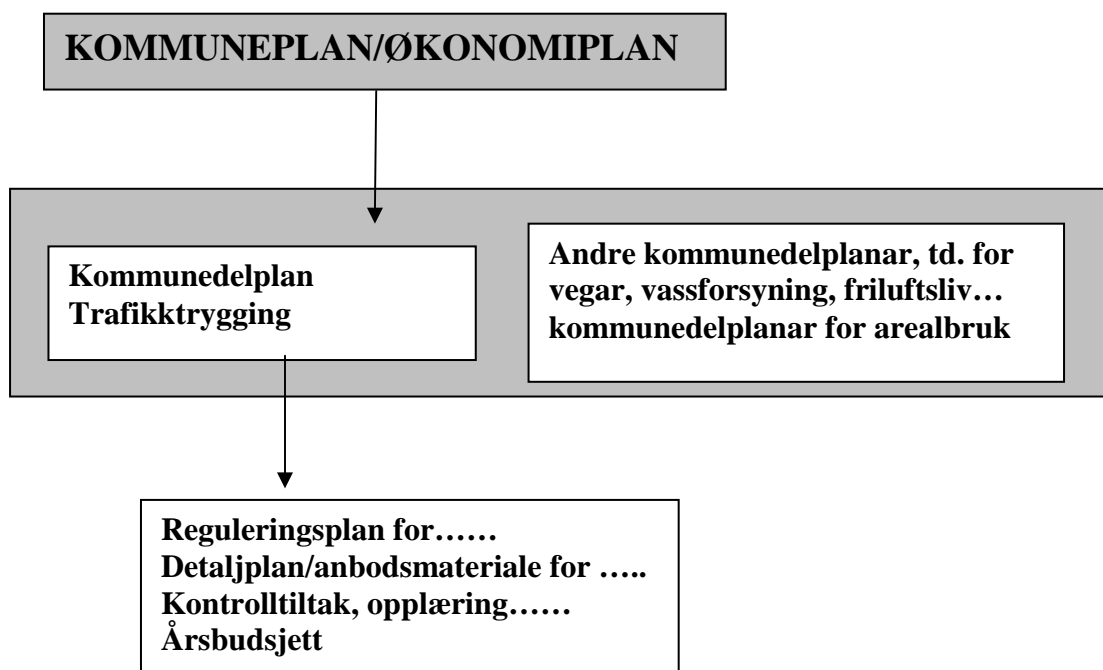 KOMMUNEPLAN/ØKONOMIPLAN
Kommunedelplan
Trafikktrygging
Andre kommunedelplanar, td. for
vegar, vassforsyning, friluftsliv…
kommunedelplanar for arealbruk
Reguleringsplan for……
Detaljplan/anbodsmateriale for …..
Kontrolltiltak, opplæring……
Årsbudsjett